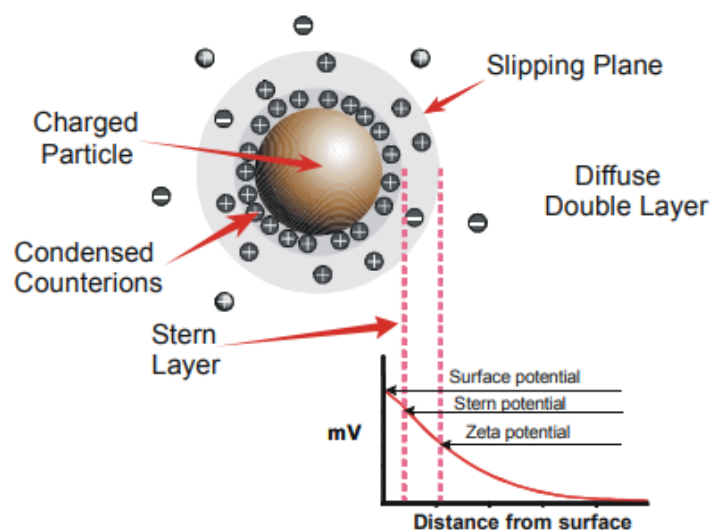 Slipping Plane
Charged
Particle
Diffuse
Double Layer
Condensed
Counterions
Stern
Layer
Surface potential
Stern potential
Zeta potential
mV
Distance from surface